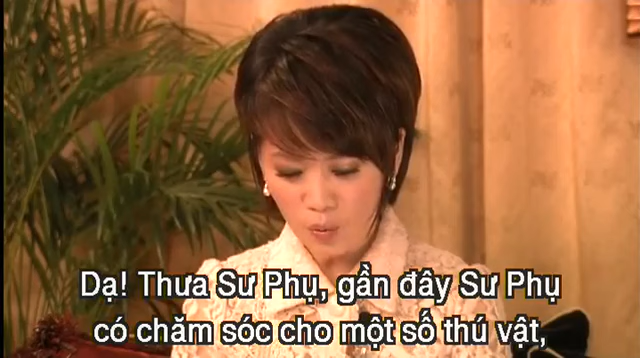 Dạ! Thưa Sư Phụ, gần đây Sư Phụ
có chăm sóc cho một số thú vật,